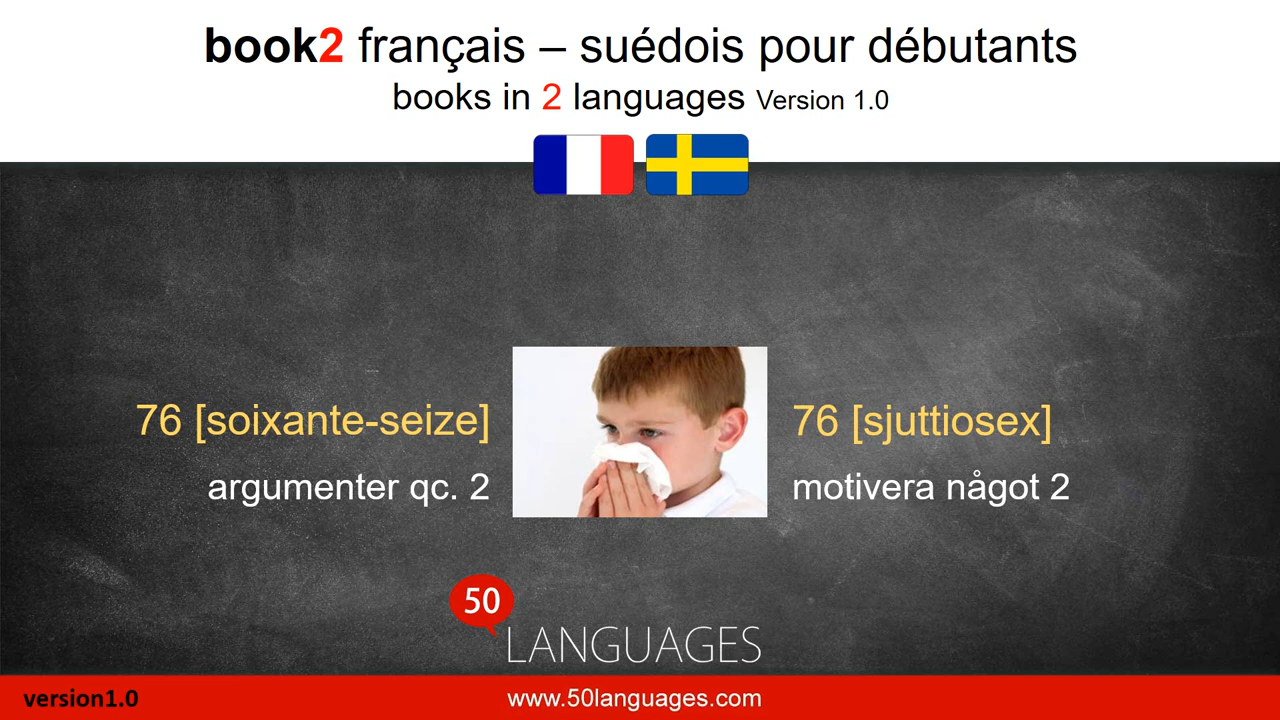 book2 français – suédois pour débutants
books in 2 languages Version 1.0
76 [soixante-seize]
argumenter qc. 2
76 [sjuttiosex]
motivera något 2
50
LANGUAGES
version1.0
www.50languages.com